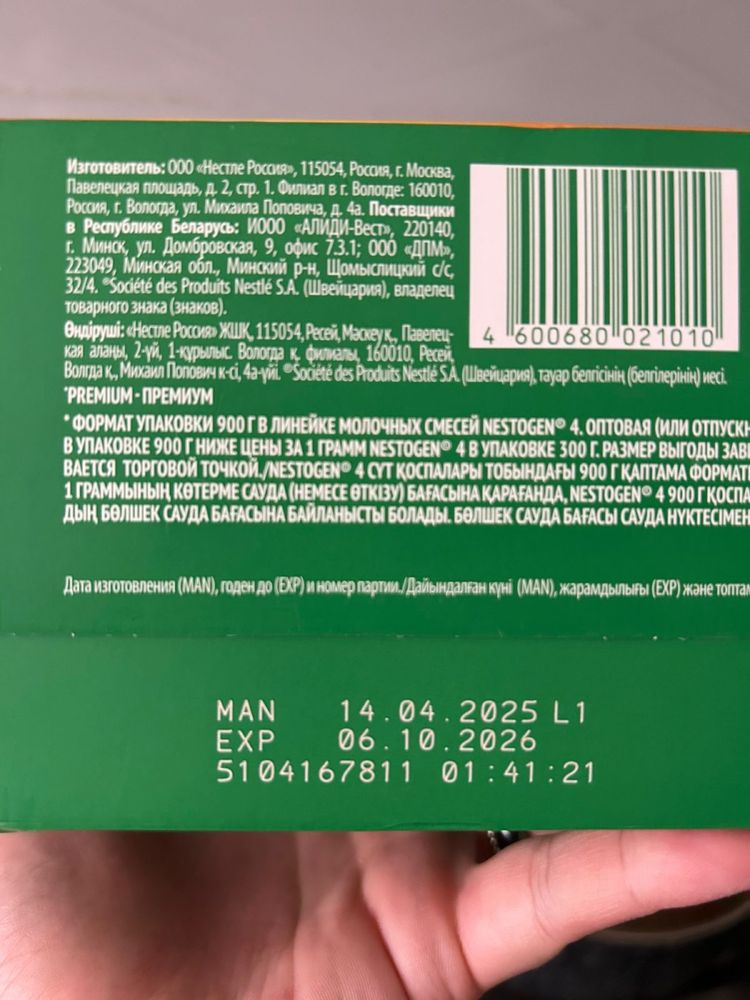 Изготовитель: ООО «Нестле Россия», 115054, Россия, г. Москва,
Павелецкая площадь, д. 2, стр. 1. Филиал в г. Вологде: 160010,
Россия, г. Вологда, ул. Михаила Поповича, д. 4а. Поставщики
в Республике Беларусь: ИООО «АЛИДИ-Вест», 220140,
г. Минск, ул. Домбровская, 9, офис 7.3.1; ООО «ДПМ»,
223049, Минская обл., Минский р-н, Щомыслицкий с/с,
32/4. ®Société des Produits Nestlé S.A. (Швейцария), владелец
товарного знака (знаков).
4 600680 021010
Өндіруші: «Нестле Россия» ЖШҚ, 115054, Ресей, Мәскеу қ., Павелец-
кая алаңы, 2-үй, 1-құрылыс. Вологда қ. филиалы, 160010, Ресей,
Волгда қ., Михаил Попович к-сі, 4а-үйі. ®Société des Produits Nestlé S.A. (Швейцария), тауар белгісінің (белгілерінің) иесі.
*PREMIUM - ПРЕМИУМ
* ФОРМАТ УПАКОВКИ 900 Г В ЛИНЕЙКЕ МОЛОЧНЫХ СМЕСЕЙ NESTOGEN® 4. ОПТОВАЯ (ИЛИ ОТПУСКН
В УПАКОВКЕ 900 Г НИЖЕ ЦЕНЫ ЗА 1 ГРАММ NESTOGEN® 4 В УПАКОВКЕ 300 Г. РАЗМЕР ВЫГОДЫ ЗАВИ
ВАЕТСЯ ТОРГОВОЙ ТОЧКОЙ./NESTOGEN® 4 СҮТ ҚОСПАЛАРЫ ТОБЫНДАҒЫ 900 Г ҚАПТАМА ФОРМАТ
1 ГРАММЫНЫҢ КӨТЕРМЕ САУДА (НЕМЕСЕ ӨТКІЗУ) БАҒАСЫНА ҚАРАҒАНДА, NESTOGEN® 4 900 Г ҚОСПА
ДЫҢ БӨЛШЕК САУДА БАҒАСЫНА БАЙЛАНЫСТЫ БОЛАДЫ. БӨЛШЕК САУДА БАҒАСЫ САУДА НҮКТЕСІМЕН
Дата изготовления (MAN), годен до (EXP) и номер партии./Дайындалған күні (MAN), жарамдылығы (EXP) және топтам
MAN 14.04.2025 L1
EXP 06.10.2026
5104167811 01:41:21